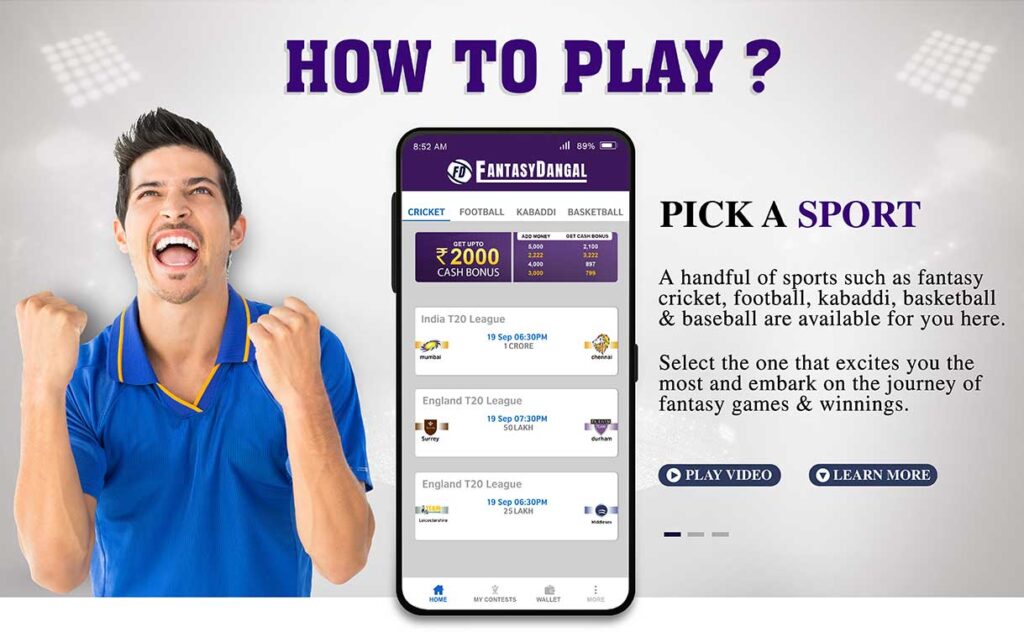 HOW TO PLAY ?
8:52 AM
89%
FD FANTASYDANGAL
CRICKET FOOTBALL KABADDI BASKETBALL
GET UPTO
₹2000
CASH BONUS
ADD MONEY GET CASH BONUS
5,000 2,100
2,222 3,222
4,000 897
3,000 799
India T20 League
19 Sep 06:30PM
1 CRORE
mumbai
chennai
England T20 League
19 Sep 07:30PM
50 LAKH
Surrey
durham
England T20 League
19 Sep 06:30PM
25 LAKH
Leicestershire
Middlesex
HOME MY CONTESTS WALLET MORE
PICK A SPORT
A handful of sports such as fantasy
cricket, football, kabaddi, basketball
& baseball are available for you here.
Select the one that excites you the
most and embark on the journey of
fantasy games & winnings.
PLAY VIDEO
LEARN MORE